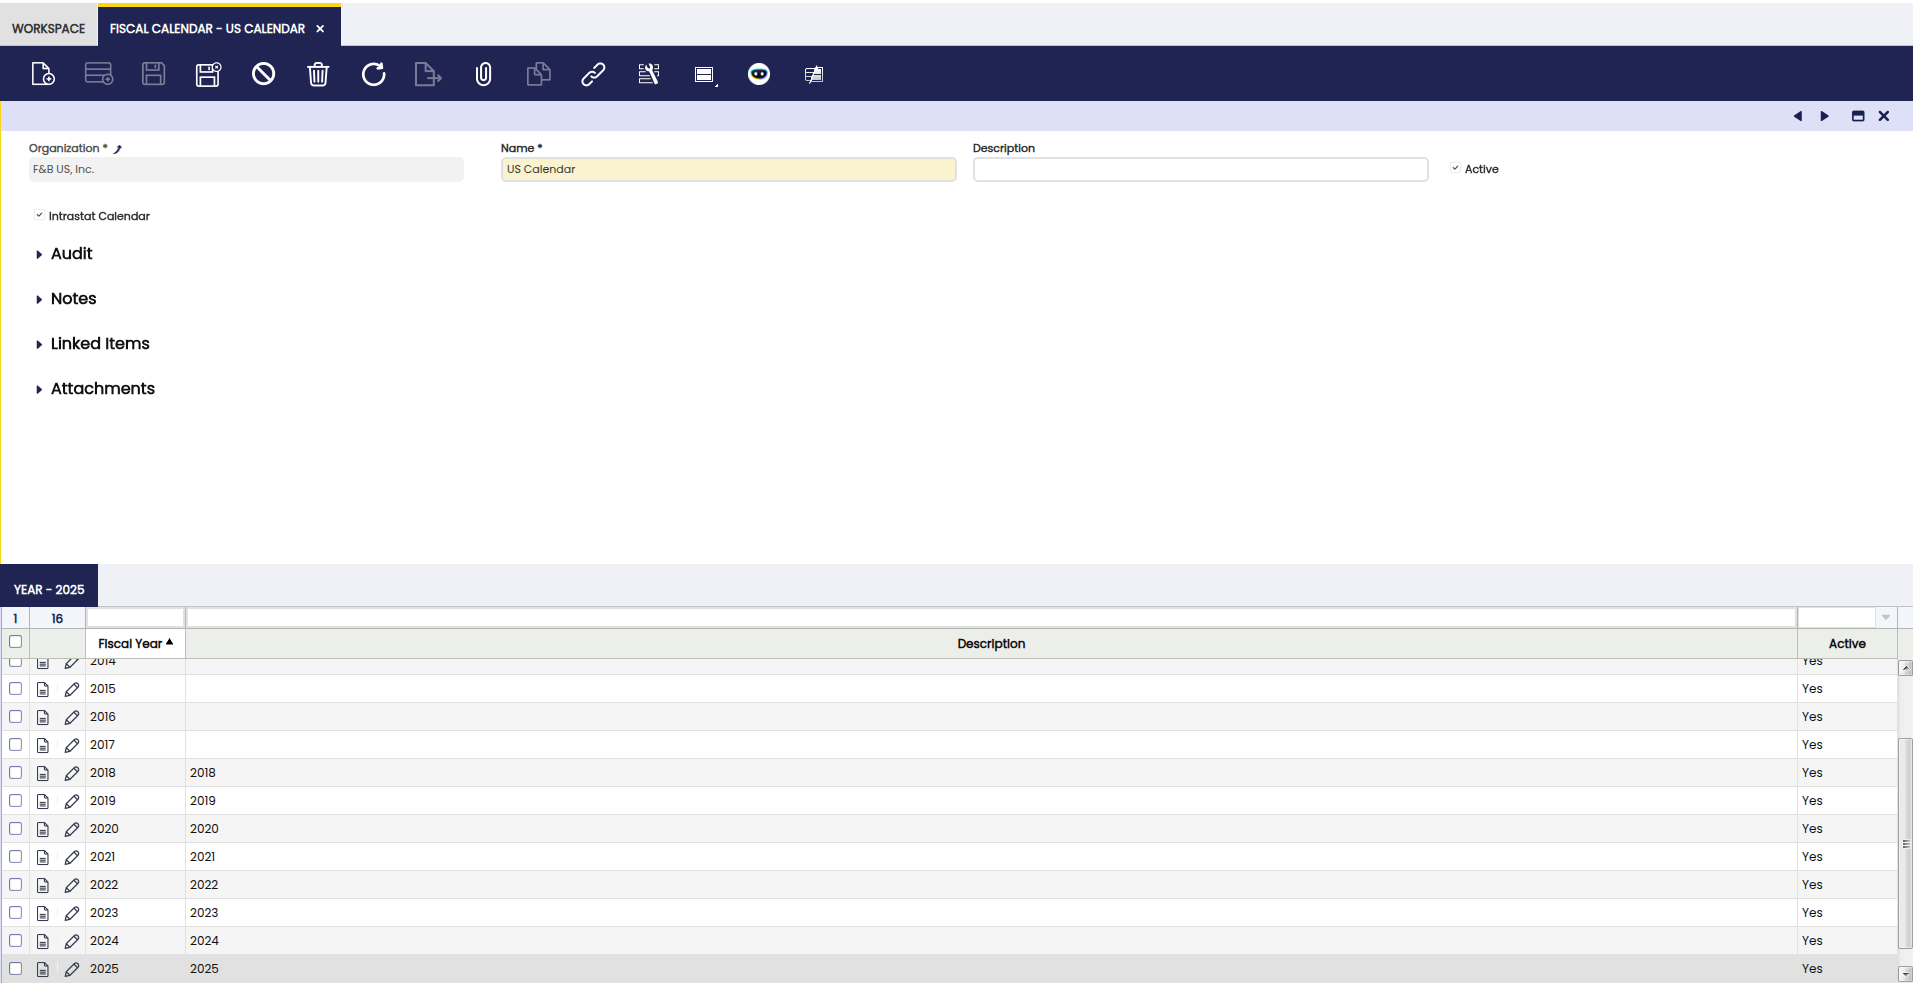 WORKSPACE
FISCAL CALENDAR - US CALENDAR
Organization *
Name *
Description
F&B US, Inc.
US Calendar
Active
Intrastat Calendar
Audit
Notes
Linked Items
Attachments
YEAR - 2025
1 16
Fiscal Year Description Active
2014 Yes
2015 Yes
2016 Yes
2017 Yes
2018 2018 Yes
2019 2019 Yes
2020 2020 Yes
2021 2021 Yes
2022 2022 Yes
2023 2023 Yes
2024 2024 Yes
2025 2025 Yes